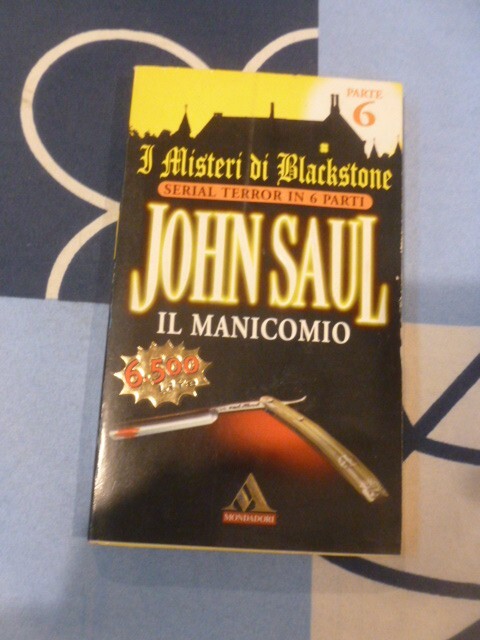 PARTE
6
I Misteri di Blackstone
SERIAL TERROR IN 6 PARTI
JOHN SAUL
IL MANICOMIO
6.500
MONDADORI